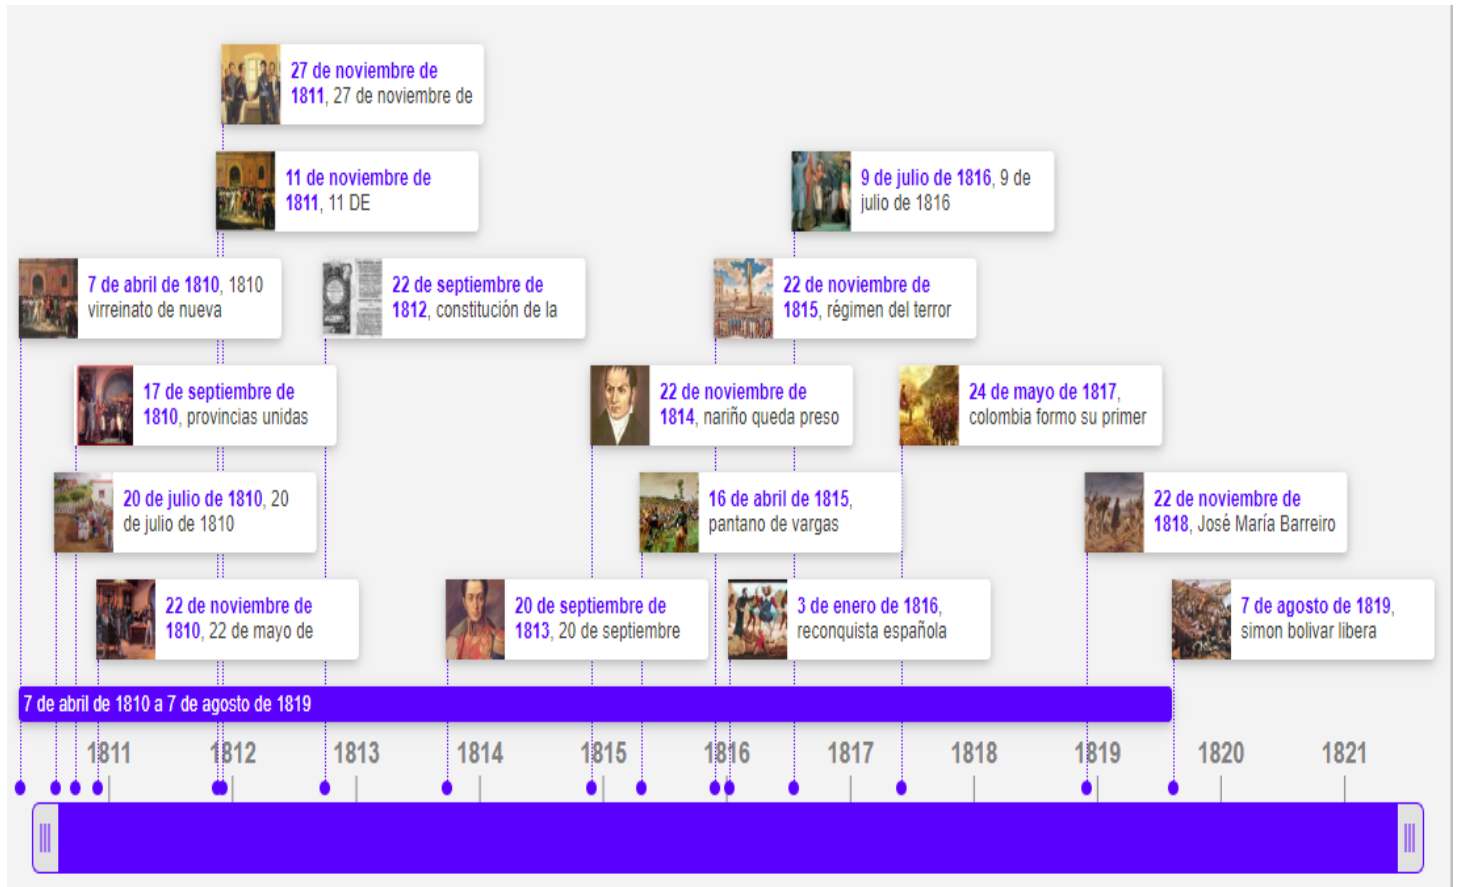 27 de noviembre de
1811, 27 de noviembre de
11 de noviembre de
1811, 11 DE
9 de julio de 1816, 9 de
julio de 1816
7 de abril de 1810, 1810
virreinato de nueva
22 de septiembre de
1812, constitución de la
22 de noviembre de
1815, régimen del terror
17 de septiembre de
1810, provincias unidas
22 de noviembre de
1814, nariño queda preso
24 de mayo de 1817,
colombia formo su primer
20 de julio de 1810, 20
de julio de 1810
16 de abril de 1815,
pantano de vargas
22 de noviembre de
1818, José María Barreiro
22 de noviembre de
1810, 22 de mayo de
20 de septiembre de
1813, 20 de septiembre
3 de enero de 1816,
reconquista española
7 de agosto de 1819,
simon bolivar libera
7 de abril de 1810 a 7 de agosto de 1819
1811 1812 1813 1814 1815 1816 1817 1818 1819 1820 1821